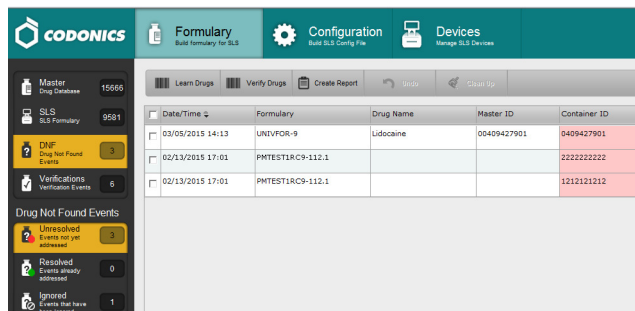 CODONICS
Formulary
Build formulary for SLS
Configuration
Build SLS Config File
Devices
Manage SLS Devices
Master
Drug Database
15666
SLS
SLS Formulary
9581
DNF
Drug Not Found
Events
3
Verifications
Verification Events
6
Drug Not Found Events
Unresolved
Events not yet
addressed
3
Resolved
Events already
addressed
0
Ignored
Events that have
1
Learn Drugs
Verify Drugs
Create Report
Undo
Clean Up
Date/Time
Formulary
Drug Name
Master ID
Container ID
03/05/2015 14:13
UNIVFOR-9
Lidocaine
00409427901
0409427901
02/13/2015 17:01
PMTEST1RC9-112.1
2222222222
02/13/2015 17:01
PMTEST1RC9-112.1
1212121212